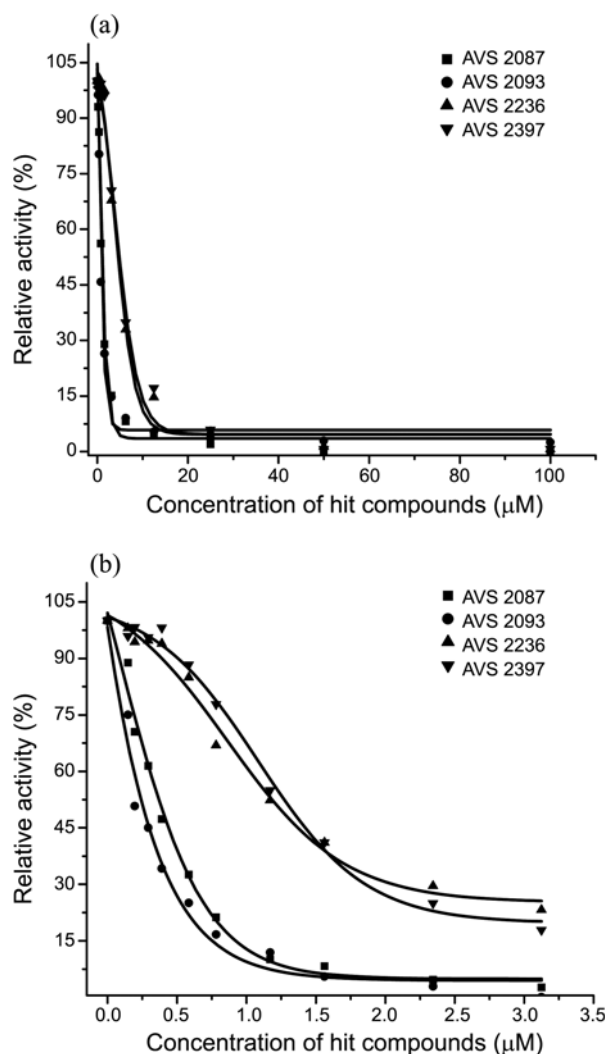 (a)
105
90
75
60
45
30
15
0
Relative activity (%)
AVS 2087
AVS 2093
AVS 2236
AVS 2397
0
20
40
60
80
100
Concentration of hit compounds (μM)
(b)
105
90
75
60
45
30
15
Relative activity (%)
AVS 2087
AVS 2093
AVS 2236
AVS 2397
0.0
0.5
1.0
1.5
2.0
2.5
3.0
3.5
Concentration of hit compounds (μM)